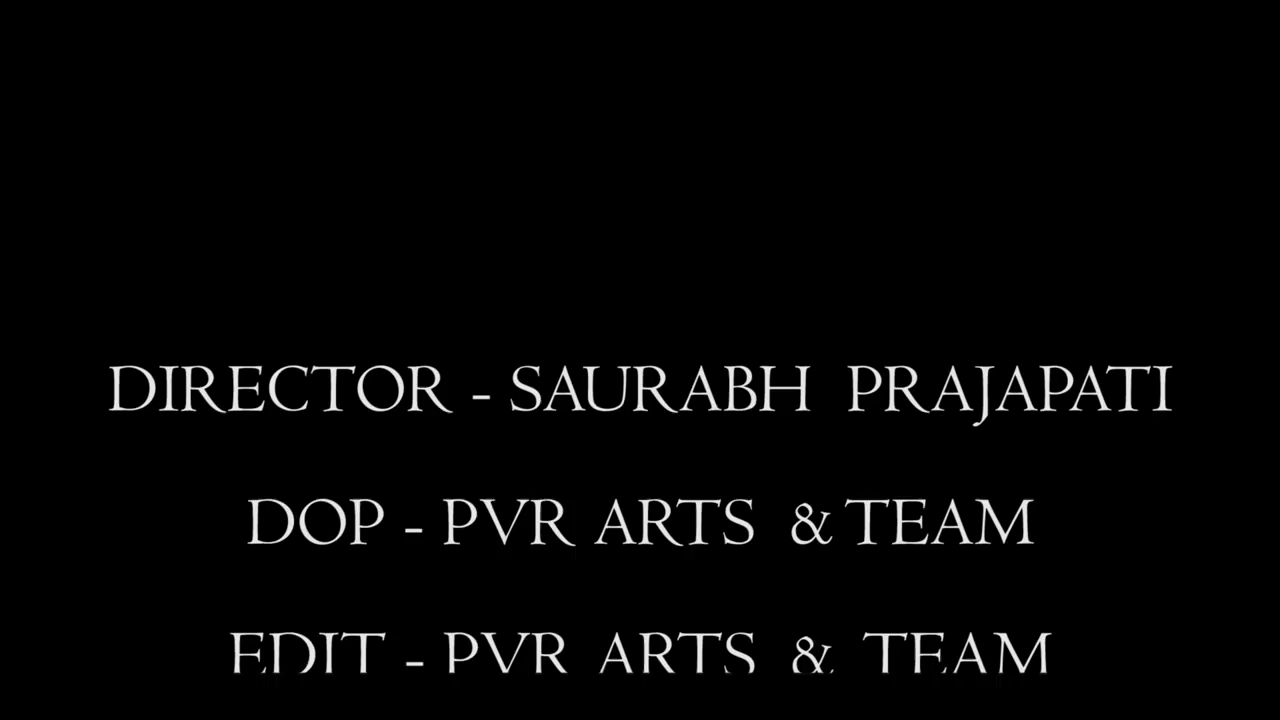 DIRECTOR - SAURABH PRAJAPATI
DOP - PVR ARTS & TEAM
EDIT - PVR ARTS & TEAM